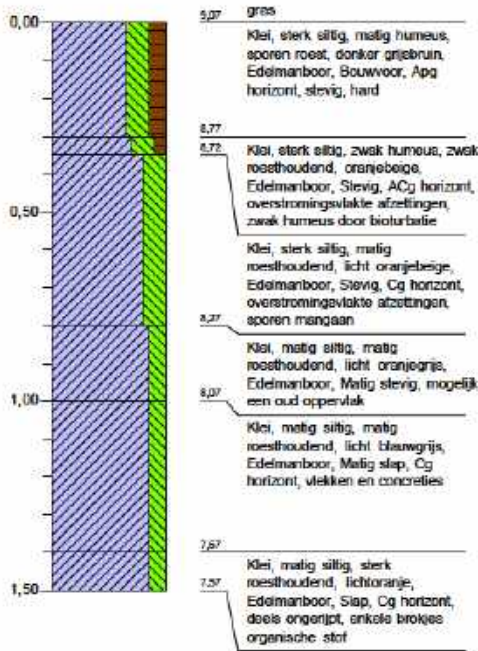 0,00
9,07 gras
Klei, sterk siltig, matig humeus,
sporen roest, donker grijsbruin,
Edelmanboor, Bouwvoor, Apg
horizont, stevig, hard
8,77
8,72 Klei, sterk siltig, zwak humeus, zwak
roesthoudend, oranjebeige,
Edelmanboor, Stevig, ACg horizont,
overstromingsvlakte afzettingen,
zwak humeus door bioturbatie
0,50
Klei, sterk siltig, matig
roesthoudend, licht oranjebeige,
Edelmanboor, Stevig, Cg horizont,
overstromingsvlakte afzettingen,
sporen mangaan
8,27
Klei, matig siltig, matig
roesthoudend, licht oranjegrijs,
Edelmanboor, Matig stevig, mogelijk
een oud oppervlak
1,00
8,07
Klei, matig siltig, matig
roesthoudend, licht blauwgrijs,
Edelmanboor, Matig slap, Cg
horizont, vlekken en concreties
7,67
Klei, matig siltig, sterk
roesthoudend, lichtoranje,
Edelmanboor, Slap, Cg horizont,
deels ongerijpt, enkele brokjes
organische stof
1,50
7,57